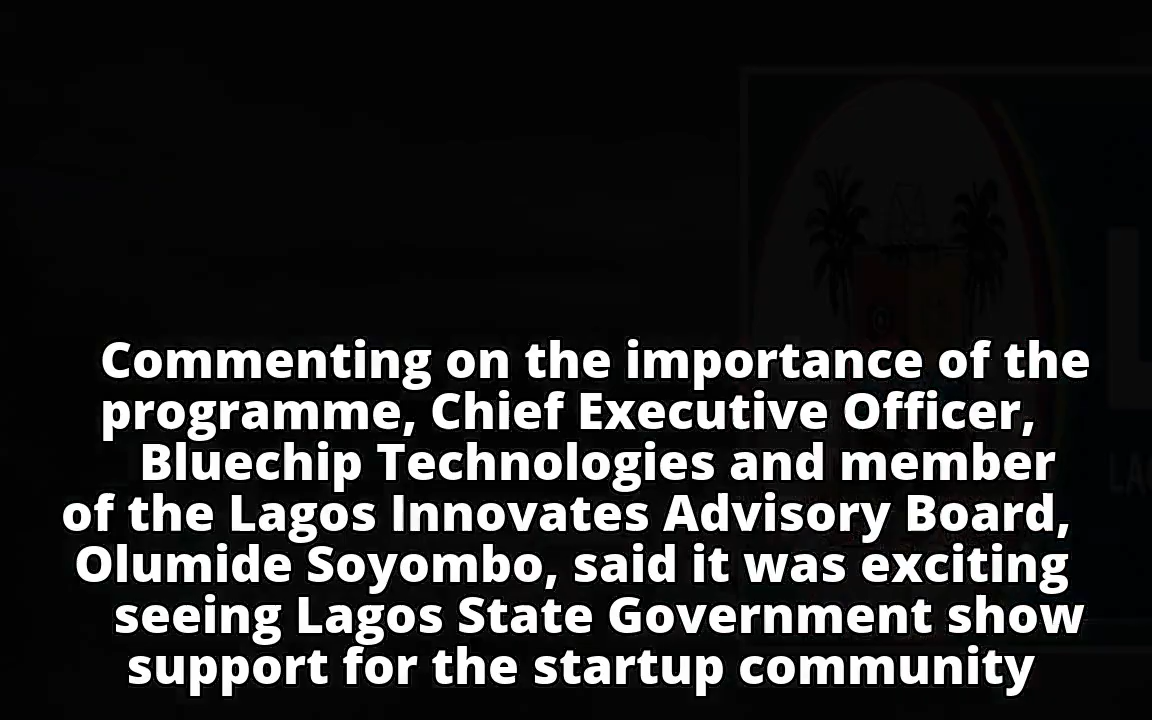 Commenting on the importance of the
programme, Chief Executive Officer,
Bluechip Technologies and member
of the Lagos Innovates Advisory Board,
Olumide Soyombo, said it was exciting
seeing Lagos State Government show
support for the startup community